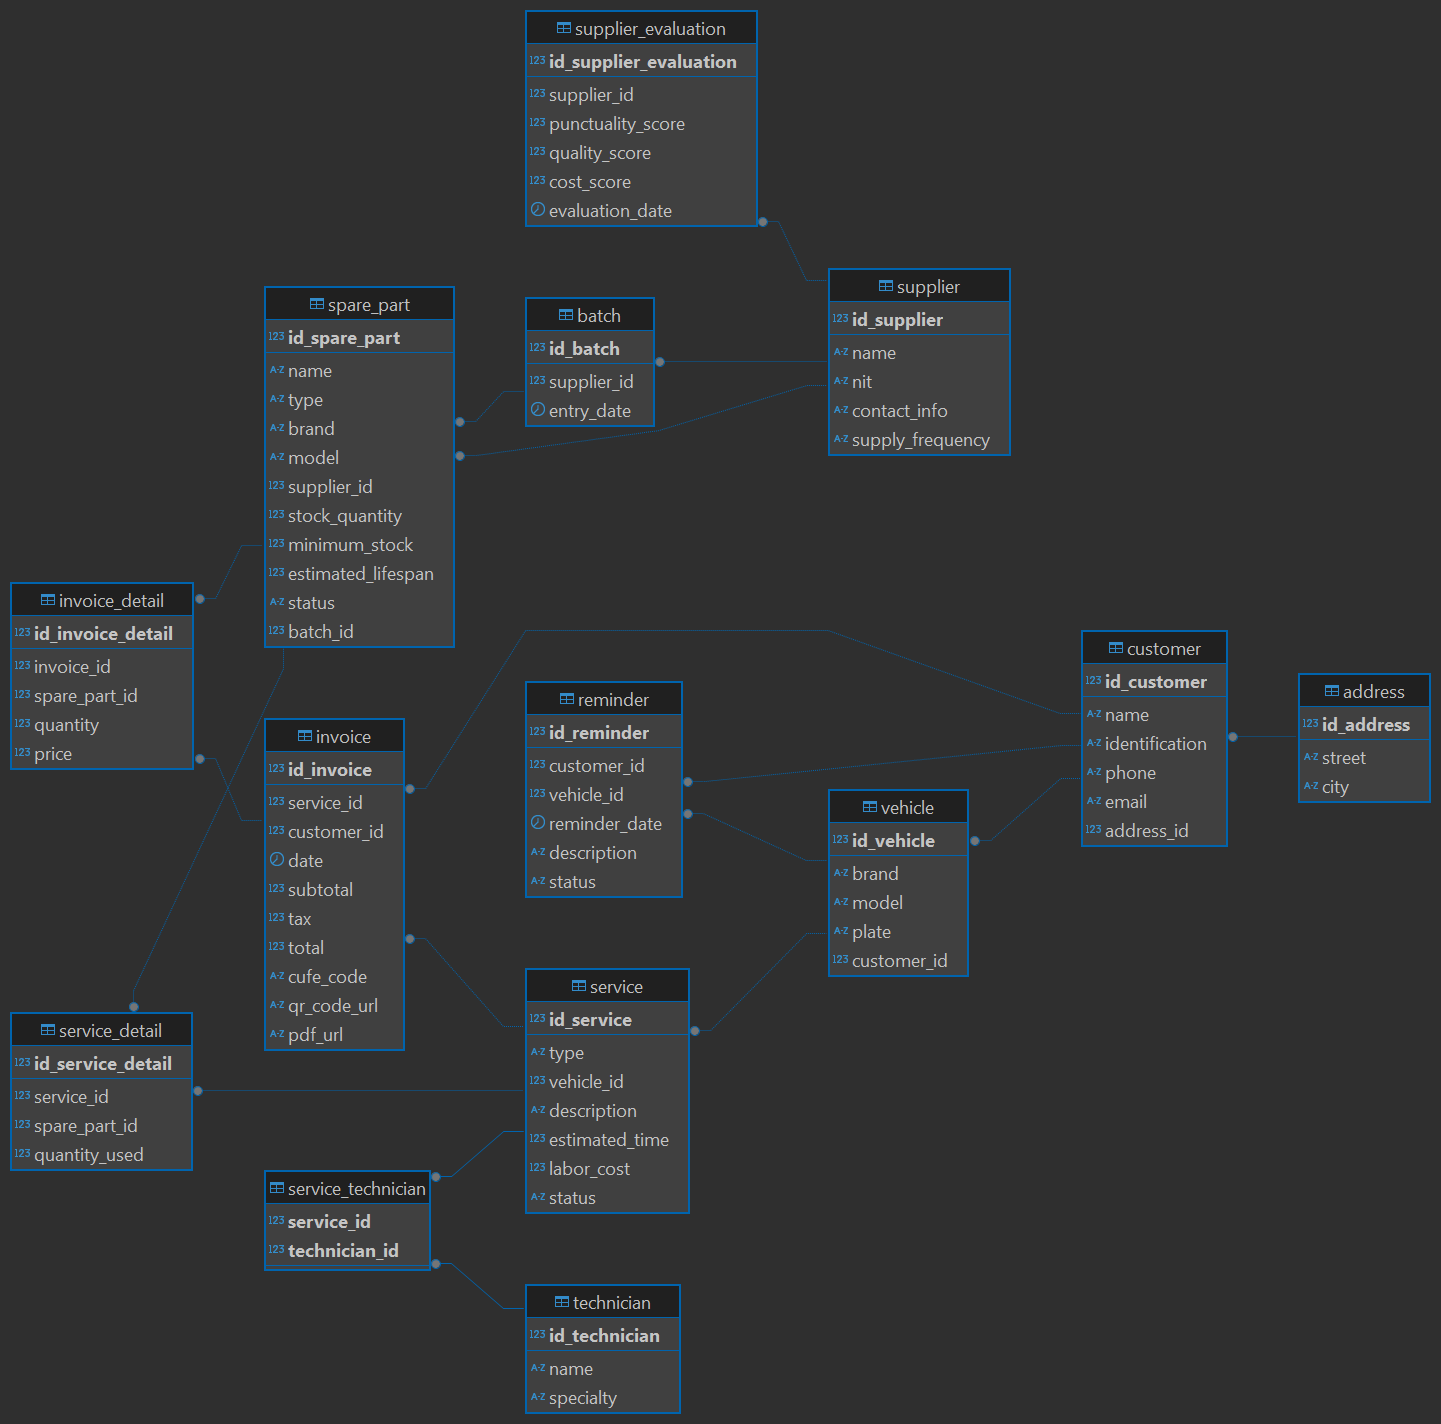 supplier_evaluation
123 id_supplier_evaluation
123 supplier_id
123 punctuality_score
123 quality_score
123 cost_score
evaluation_date
supplier
123 id_supplier
A-Z name
A-Z nit
A-Z contact_info
A-Z supply_frequency
spare_part
123 id_spare_part
A-Z name
A-Z type
A-Z brand
A-Z model
123 supplier_id
123 stock_quantity
123 minimum_stock
123 estimated_lifespan
A-Z status
123 batch_id
batch
123 id_batch
123 supplier_id
entry_date
invoice_detail
123 id_invoice_detail
123 invoice_id
123 spare_part_id
123 quantity
123 price
customer
123 id_customer
A-Z name
A-Z identification
A-Z phone
A-Z email
123 address_id
address
123 id_address
A-Z street
A-Z city
reminder
123 id_reminder
123 customer_id
123 vehicle_id
reminder_date
A-Z description
A-Z status
invoice
123 id_invoice
123 service_id
123 customer_id
date
123 subtotal
123 tax
123 total
A-Z cufe_code
A-Z qr_code_url
A-Z pdf_url
vehicle
123 id_vehicle
A-Z brand
A-Z model
A-Z plate
123 customer_id
service
123 id_service
A-Z type
123 vehicle_id
A-Z description
123 estimated_time
123 labor_cost
A-Z status
service_detail
123 id_service_detail
123 service_id
123 spare_part_id
123 quantity_used
service_technician
123 service_id
123 technician_id
technician
123 id_technician
A-Z name
A-Z specialty